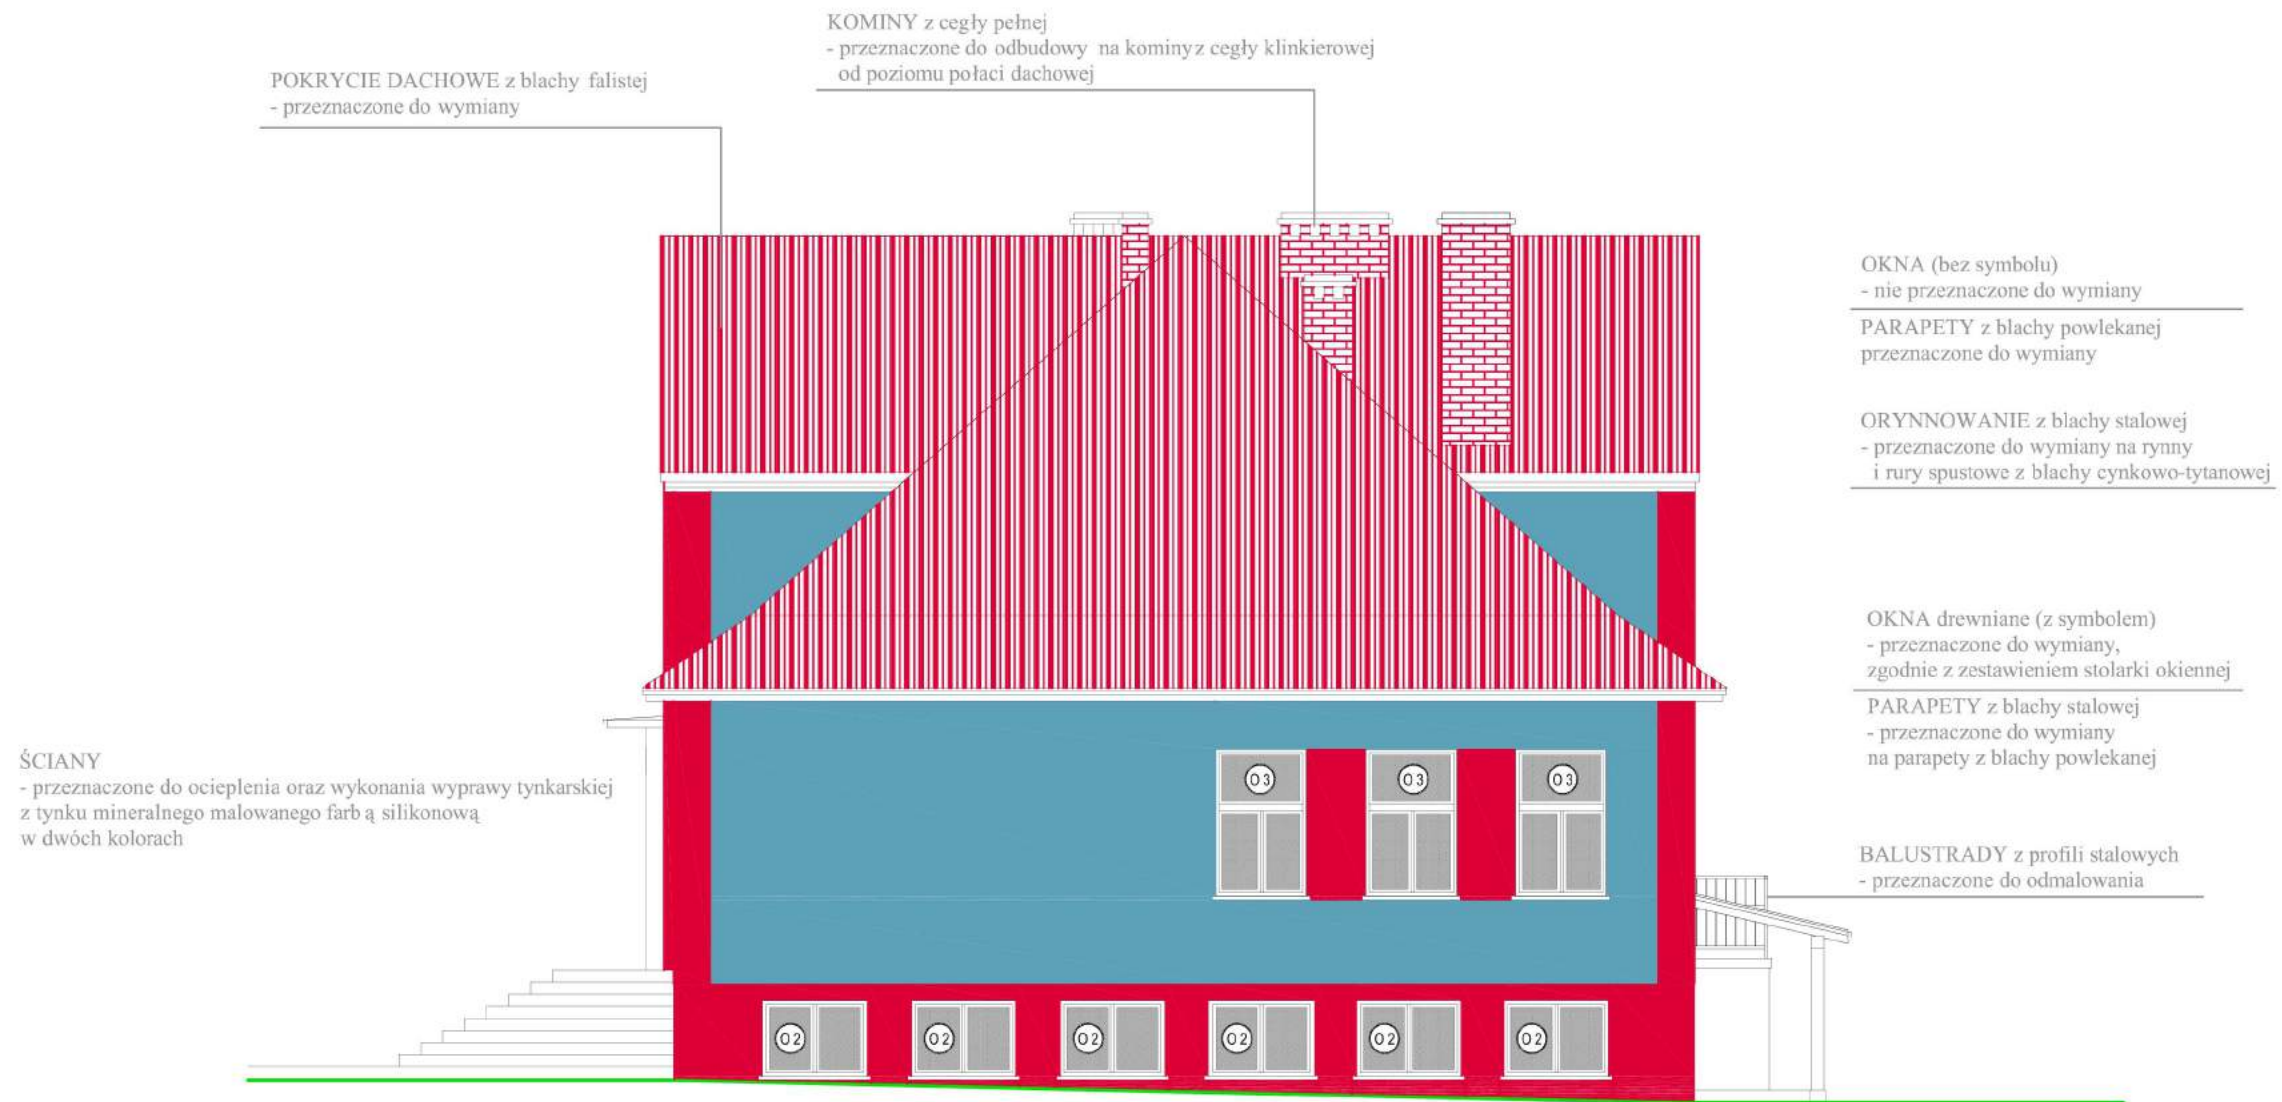 KOMINY z cegły pełnej
- przeznaczone do odbudowy na kominy z cegły klinkierowej
od poziomu połaci dachowej
POKRYCIE DACHOWE z blachy falistej
- przeznaczone do wymiany
OKNA (bez symbolu)
- nie przeznaczone do wymiany
PARAPETY z blachy powlekanej
przeznaczone do wymiany
ORYNNOWANIE z blachy stalowej
- przeznaczone do wymiany na rynny
i rury spustowe z blachy cynkowo-tytanowej
OKNA drewniane (z symbolem)
- przeznaczone do wymiany,
zgodnie z zestawieniem stolarki okiennej
PARAPETY z blachy stalowej
- przeznaczone do wymiany
na parapety z blachy powlekanej
ŚCIANY
- przeznaczone do ocieplenia oraz wykonania wyprawy tynkarskiej
z tynku mineralnego malowanego farb ą silikonową
w dwóch kolorach
O3 O3 O3
BALUSTRADY z profili stalowych
- przeznaczone do odmalowania
O2 O2 O2 O2 O2 O2